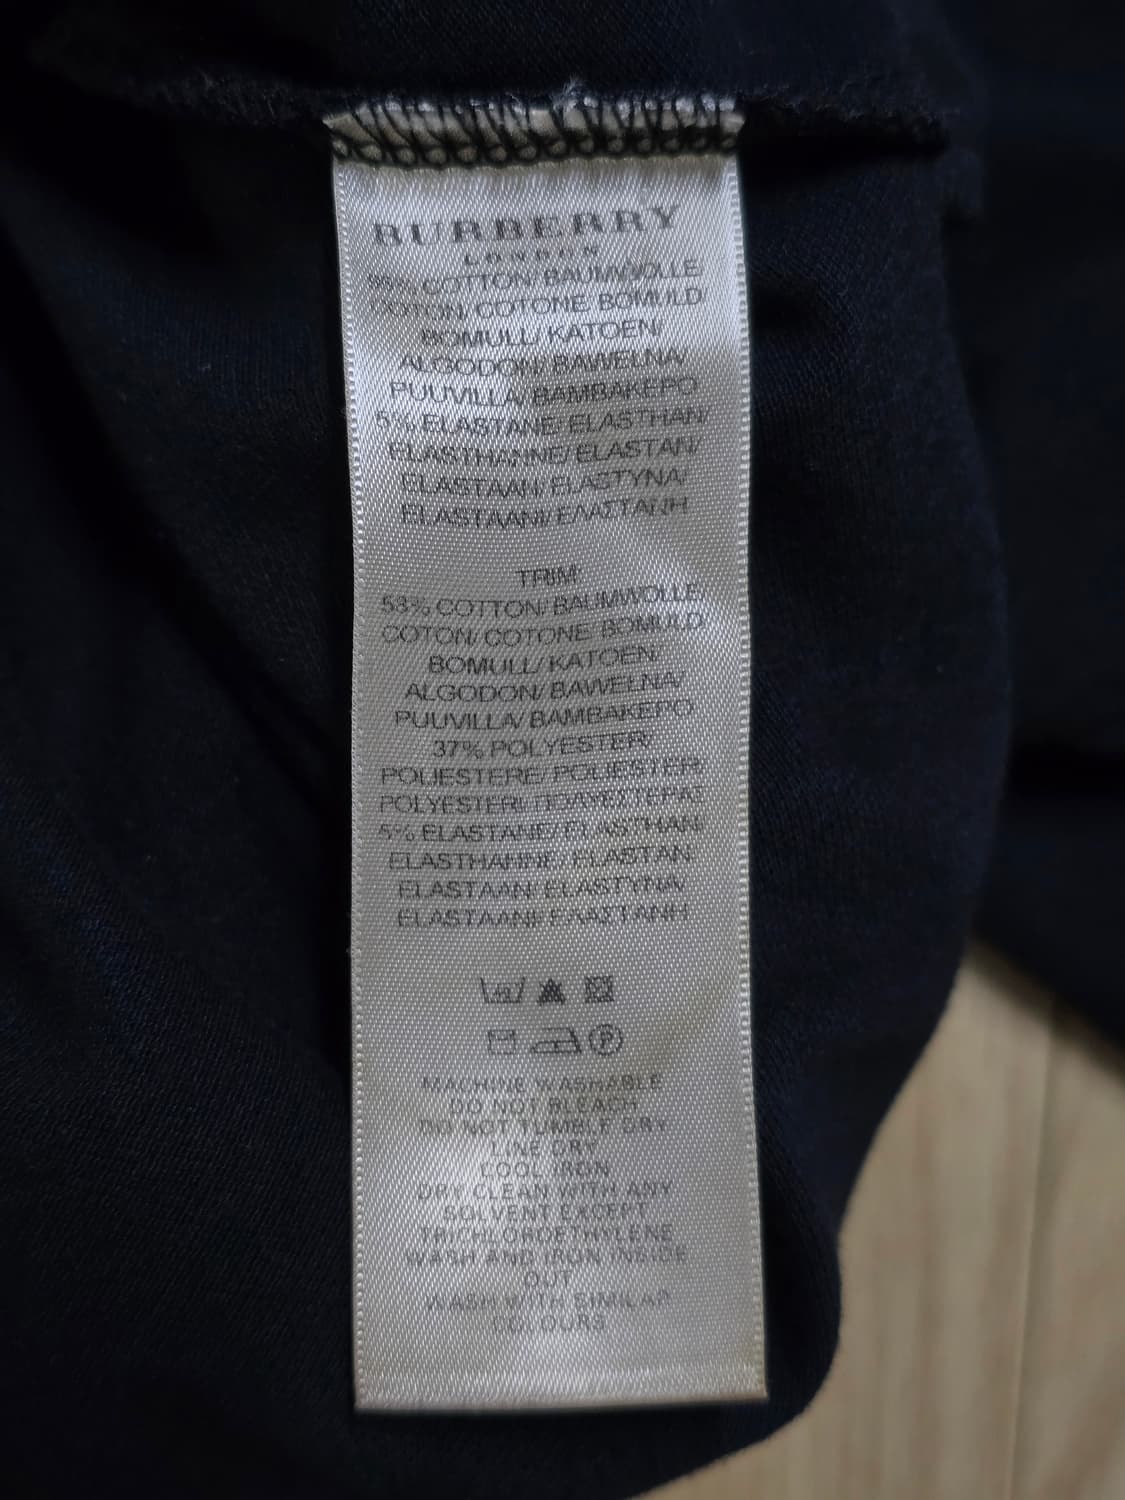 BURBERRY
LONDON
95% COTTON/BAUMWOLLE/
COTON/COTONE BOMULD/
BOMULL/KATOEN/
ALGODON/BAWELNA/
PUUVILLA/BAMBAKEPO
5% ELASTANE/ELASTHAN/
ELASTHANNE/ELASTAN/
ELASTAAN/ELASTYNA/
ELASTAANI/ΕΛΑΣΤΑΝΗ
TRIM:
58% COTTON/BAUMWOLLE
COTON/COTONE BOMULD
BOMULL/KATOEN/
ALGODON/BAWELNA/
PUUVILLA/BAMBAKEPO
37% POLYESTER/
POLIESTERE/POLIESTER/
POLYESTERI/ΠΟΛΥΕΣΤΕΡΑΣ
5% ELASTANE/ELASTHAN/
ELASTHANNE/ELASTAN/
ELASTAAN/ELASTYNA/
ELASTAANI/ΕΛΑΣΤΑΝΗ
P
MACHINE WASHABLE
DO NOT BLEACH
DO NOT TUMBLE DRY
LINE DRY
COOL IRON
DRY CLEAN WITH ANY
SOLVENT EXCEPT
TRICHLOROETHYLENE
WASH AND IRON INSIDE
OUT
WASH WITH SIMILAR
COLOURS